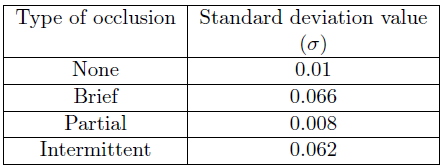 Type of occlusion Standard deviation value
(σ)
None 0.01
Brief 0.066
Partial 0.008
Intermittent 0.062